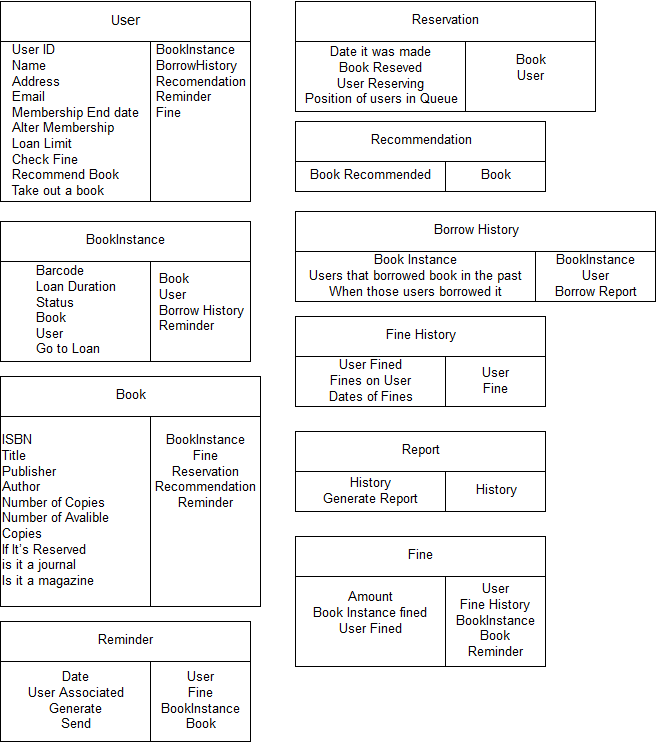 User
User ID
Name
Address
Email
Membership End date
Alter Membership
Loan Limit
Check Fine
Recommend Book
Take out a book
BookInstance
BorrowHistory
Recomendation
Reminder
Fine
BookInstance
Barcode
Loan Duration
Status
Book
User
Go to Loan
Book
User
Borrow History
Reminder
Book
ISBN
Title
Publisher
Author
Number of Copies
Number of Avalible
Copies
If It's Reserved
is it a journal
Is it a magazine
BookInstance
Fine
Reservation
Recommendation
Reminder
Reminder
Date
User Associated
Generate
Send
User
Fine
BookInstance
Book
Reservation
Date it was made
Book Reseved
User Reserving
Position of users in Queue
Book
User
Recommendation
Book Recommended
Book
Borrow History
Book Instance
Users that borrowed book in the past
When those users borrowed it
BookInstance
User
Borrow Report
Fine History
User Fined
Fines on User
Dates of Fines
User
Fine
Report
History
Generate Report
History
Fine
Amount
Book Instance fined
User Fined
User
Fine History
BookInstance
Book
Reminder